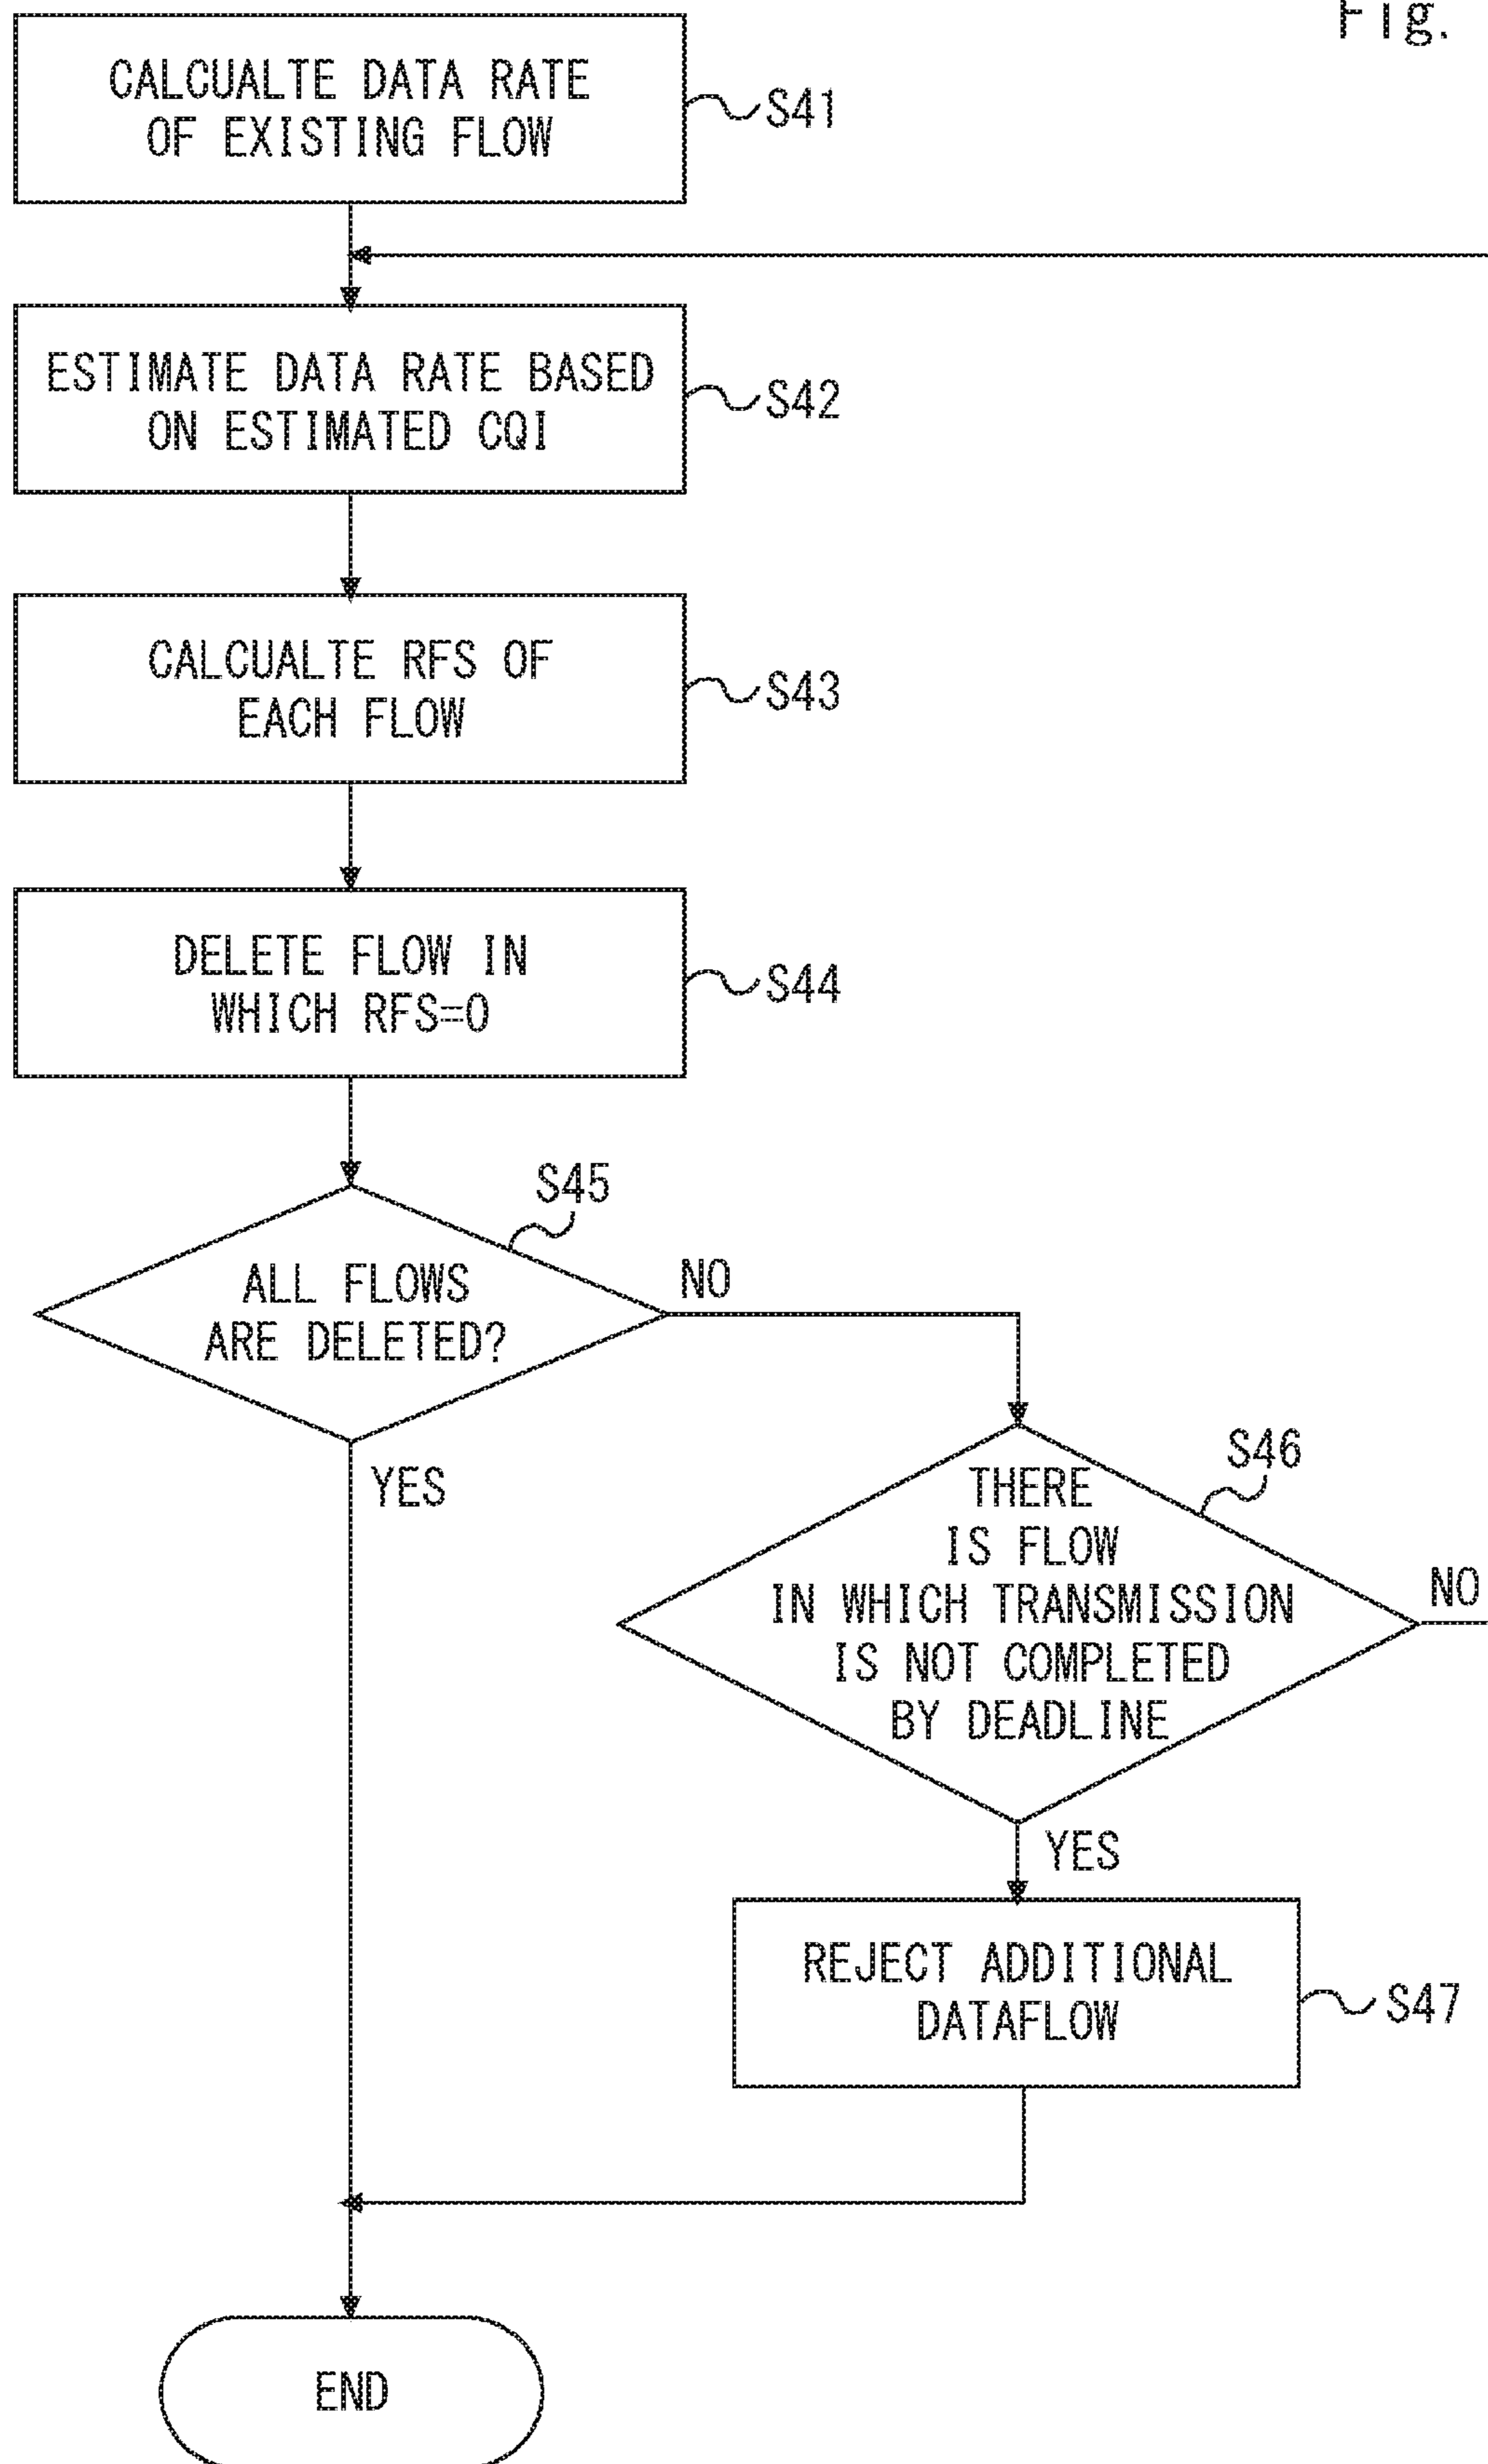 Fig.
CALCUALTE DATA RATE
OF EXISTING FLOW
S41
ESTIMATE DATA RATE BASED
ON ESTIMATED CQI
S42
CALCUALTE RFS OF
EACH FLOW
S43
DELETE FLOW IN
WHICH RFS=0
S44
S45
ALL FLOWS
ARE DELETED?
NO
YES
S46
THERE
IS FLOW
IN WHICH TRANSMISSION
IS NOT COMPLETED
BY DEADLINE
NO
YES
REJECT ADDITIONAL
DATAFLOW
S47
END